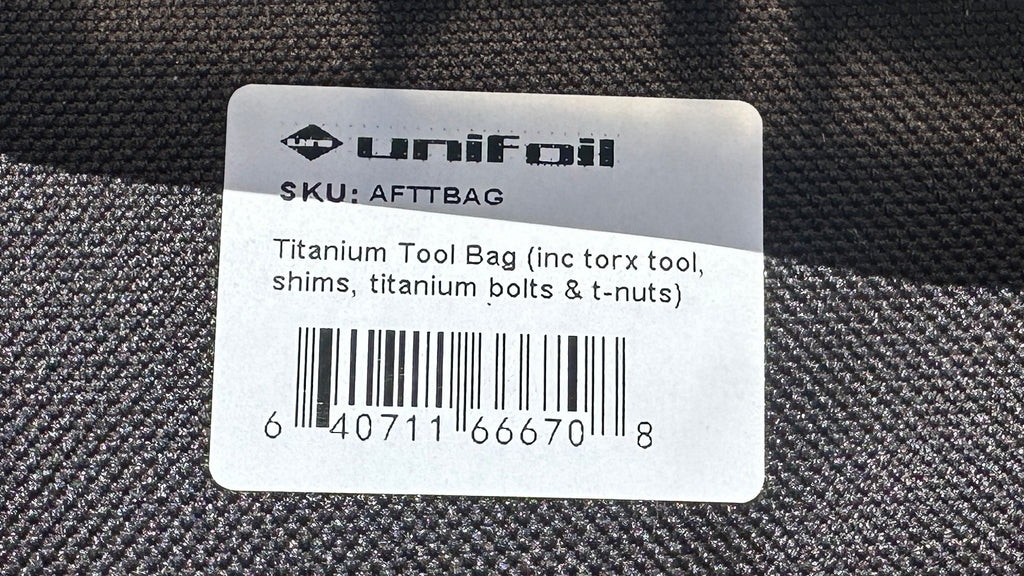 unifoil
SKU: AFTTBAG
Titanium Tool Bag (inc torx tool,
shims, titanium bolts & t-nuts)
6 40711 66670 8